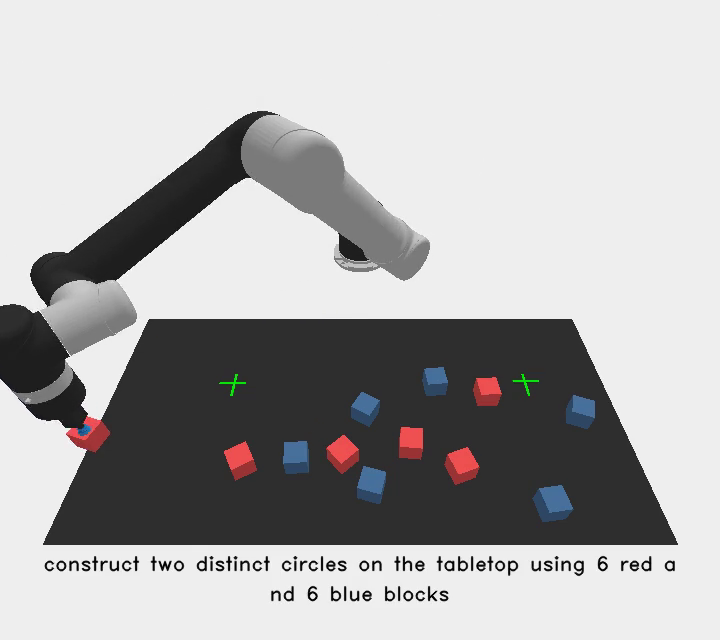 construct two distinct circles on the tabletop using 6 red a
nd 6 blue blocks